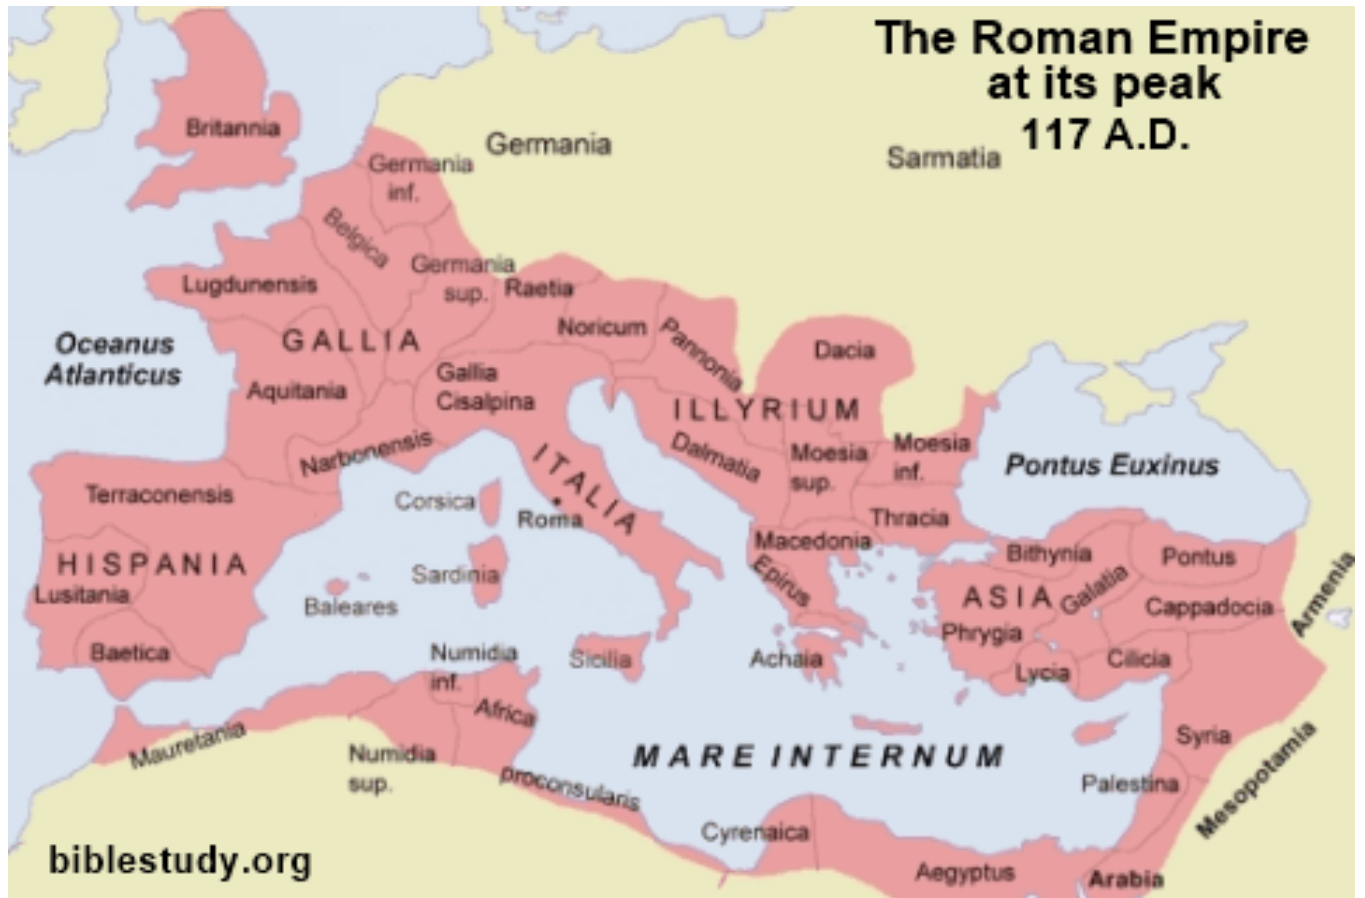 The Roman Empire
at its peak
117 A.D.
Britannia
Germania
Sarmatia
Germania
inf.
Belgica
Lugdunensis
Germania
sup.
Raetia
Noricum
Pannonia
Dacia
Oceanus
Atlanticus
GALLIA
Aquitania
Gallia
Cisalpina
ILLYRIUM
Narbonensis
Dalmatia
Moesia
sup.
Moesia
inf.
Pontus Euxinus
Terraconensis
Corsica
ITALIA
Roma
Thracia
HISPANIA
Lusitania
Baetica
Baleares
Sardinia
Macedonia
Epirus
Bithynia
Pontus
ASIA
Galatia
Cappadocia
Armenia
Phrygia
Lycia
Cilicia
Numidia
inf.
Sicilia
Achaia
Africa
proconsularis
Mauretania
Numidia
sup.
MARE INTERNUM
Syria
Palestina
Mesopotamia
Cyrenaica
Aegyptus
Arabia
biblestudy.org